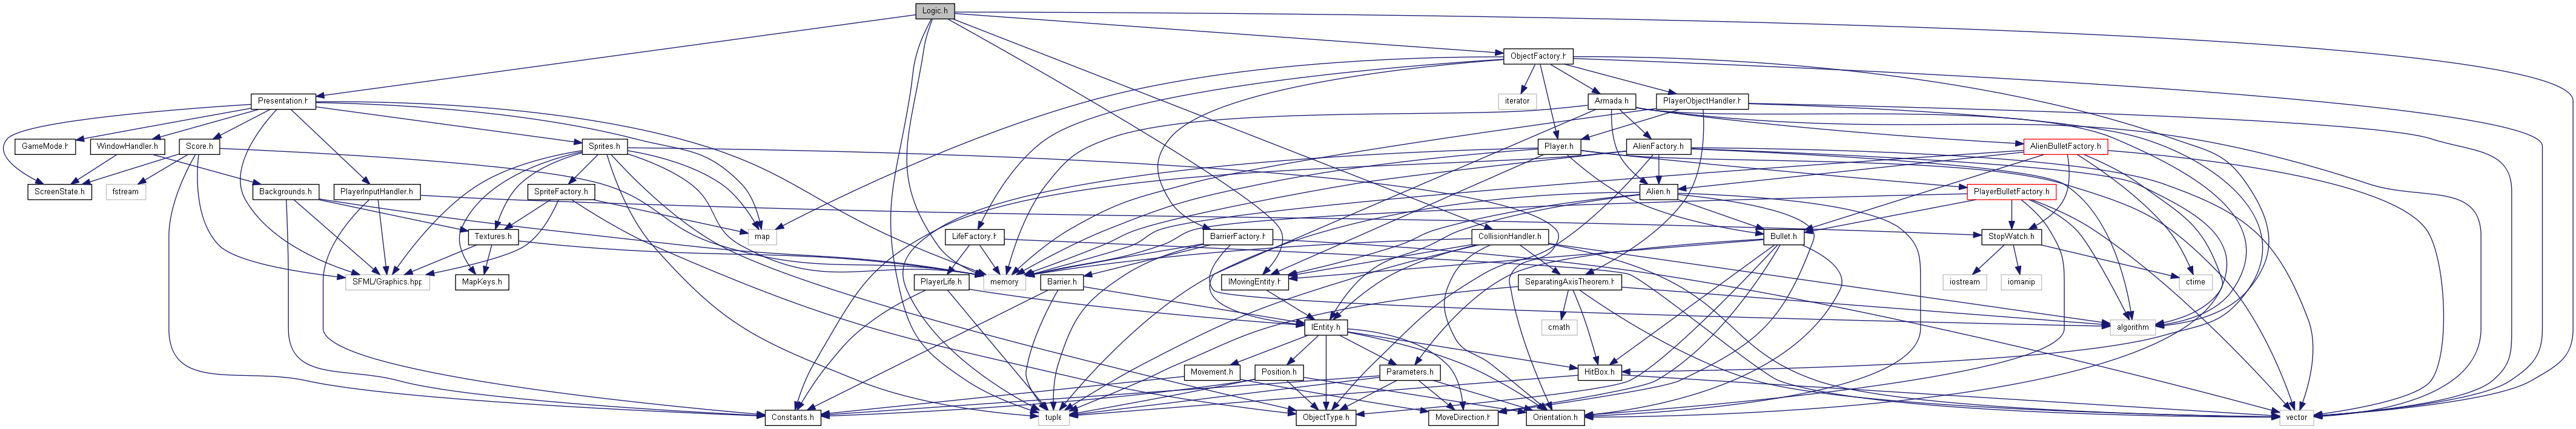 Logic.h
ObjectFactory.h
Presentation.h
iterator
Armada.h
PlayerObjectHandler.h
GameMode.h
WindowHandler.h
Score.h
Sprites.h
Player.h
AlienFactory.h
AlienBulletFactory.h
ScreenState.h
fstream
Backgrounds.h
PlayerInputHandler.h
SpriteFactory.h
Alien.h
PlayerBulletFactory.h
Textures.h
map
LifeFactory.h
BarrierFactory.h
CollisionHandler.h
Bullet.h
StopWatch.h
SFML/Graphics.hpp
MapKeys.h
PlayerLife.h
memory
Barrier.h
IMovingEntity.h
SeparatingAxisTheorem.h
iostream
iomanip
ctime
IEntity.h
cmath
algorithm
Movement.h
Position.h
Parameters.h
HitBox.h
Constants.h
tuple
ObjectType.h
MoveDirection.h
Orientation.h
vector